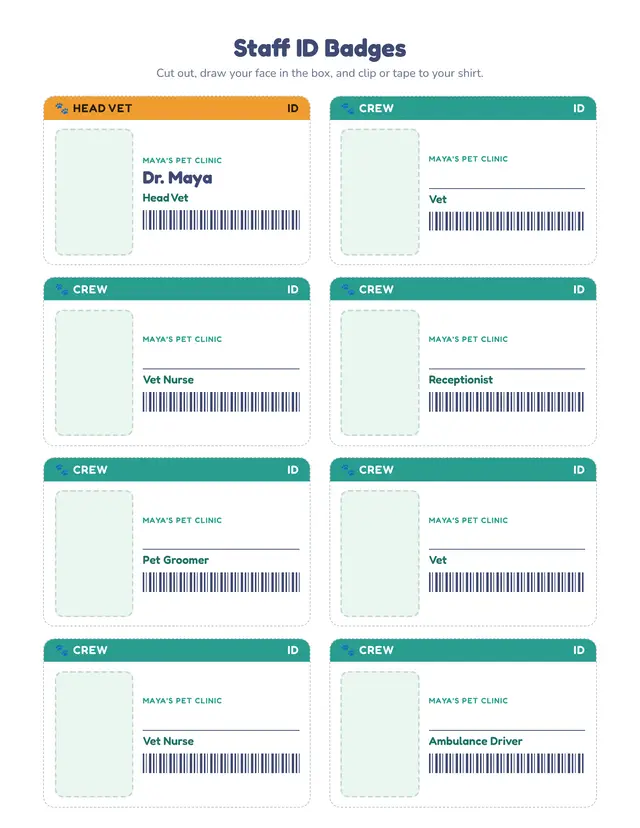 Staff ID Badges
Cut out, draw your face in the box, and clip or tape to your shirt.
HEAD VET ID
MAYA'S PET CLINIC
Dr. Maya
Head Vet
CREW ID
MAYA'S PET CLINIC
Vet
CREW ID
MAYA'S PET CLINIC
Vet Nurse
CREW ID
MAYA'S PET CLINIC
Receptionist
CREW ID
MAYA'S PET CLINIC
Pet Groomer
CREW ID
MAYA'S PET CLINIC
Vet
CREW ID
MAYA'S PET CLINIC
Vet Nurse
CREW ID
MAYA'S PET CLINIC
Ambulance Driver